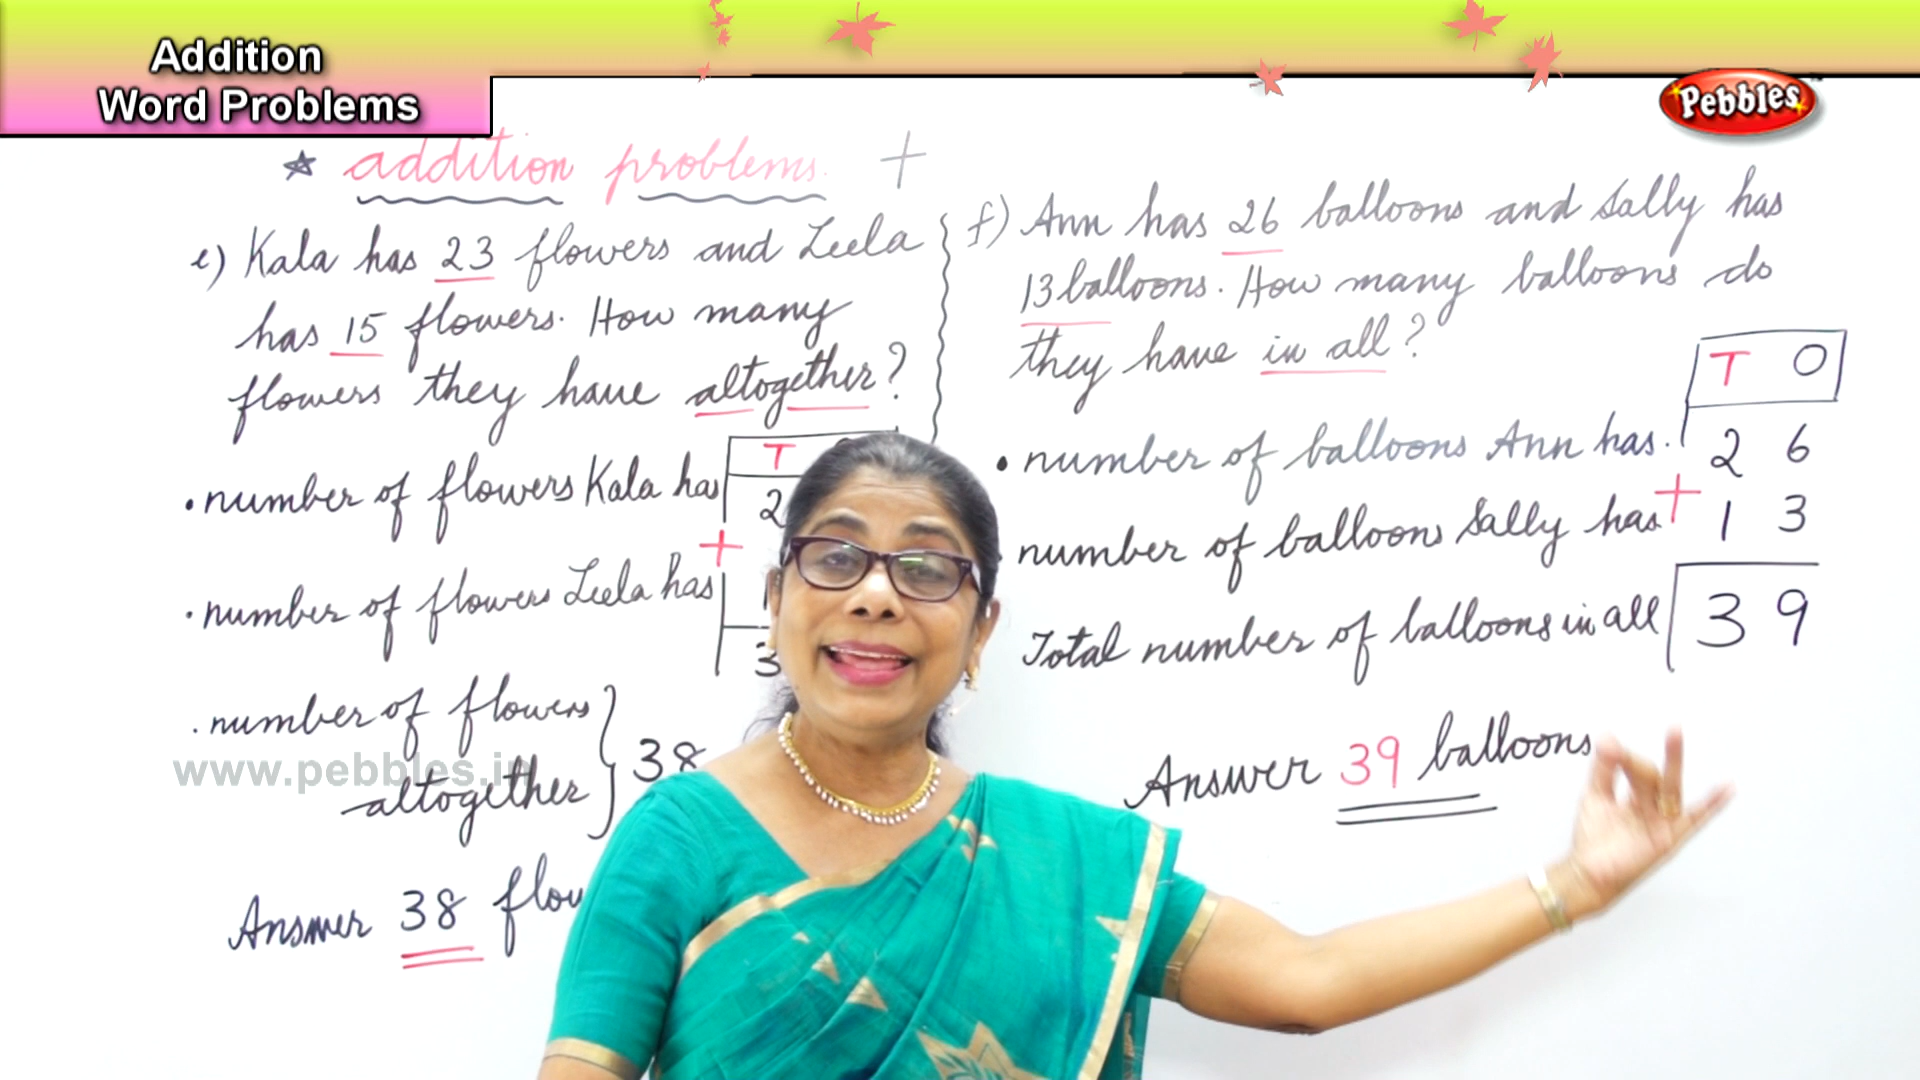 Addition
Word Problems
Pebbles
addition problems. +
e) Kala has 23 flowers and Leela
has 15 flowers. How many
flowers they have altogether?
T
• number of flowers Kala has 2
+
• number of flowers Leela has
3
. number of flowers
altogether } 38
www.pebbles.in
Answer 38
f) Ann has 26 balloons and Sally has
13 balloons. How many balloons do
they have in all?
T O
• number of balloons Ann has. 2 6
number of balloons Sally has + 1 3
Total number of balloons in all 3 9
Answer 39 balloons